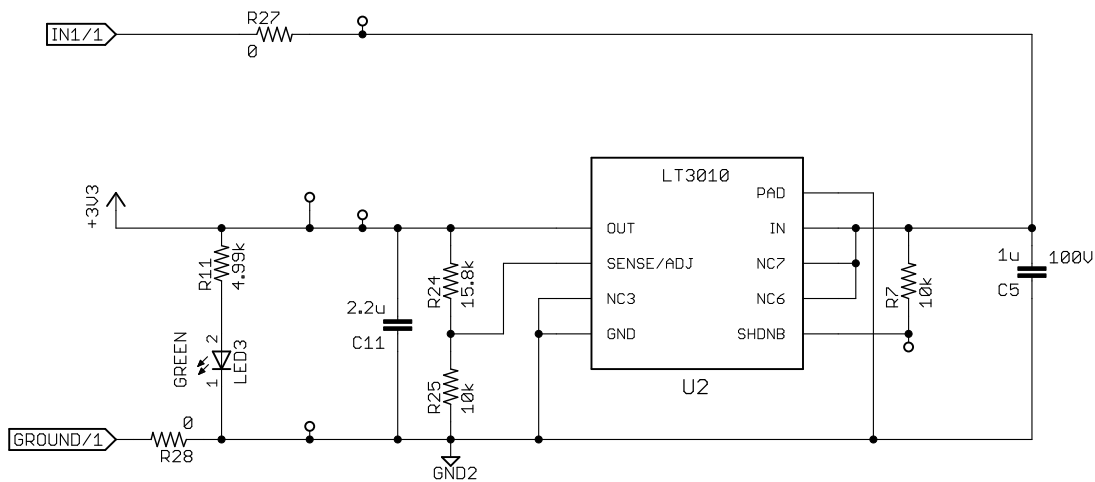 IN1/1
R27
0
+3V3
LT3010
PAD
OUT
IN
SENSE/ADJ
NC7
NC3
NC6
GND
SHDNB
U2
R11
4.99k
GREEN
2
1
LED3
2.2u
C11
R24
15.8k
R25
10k
R7
10k
1u
100V
C5
GROUND/1
0
R28
GND2